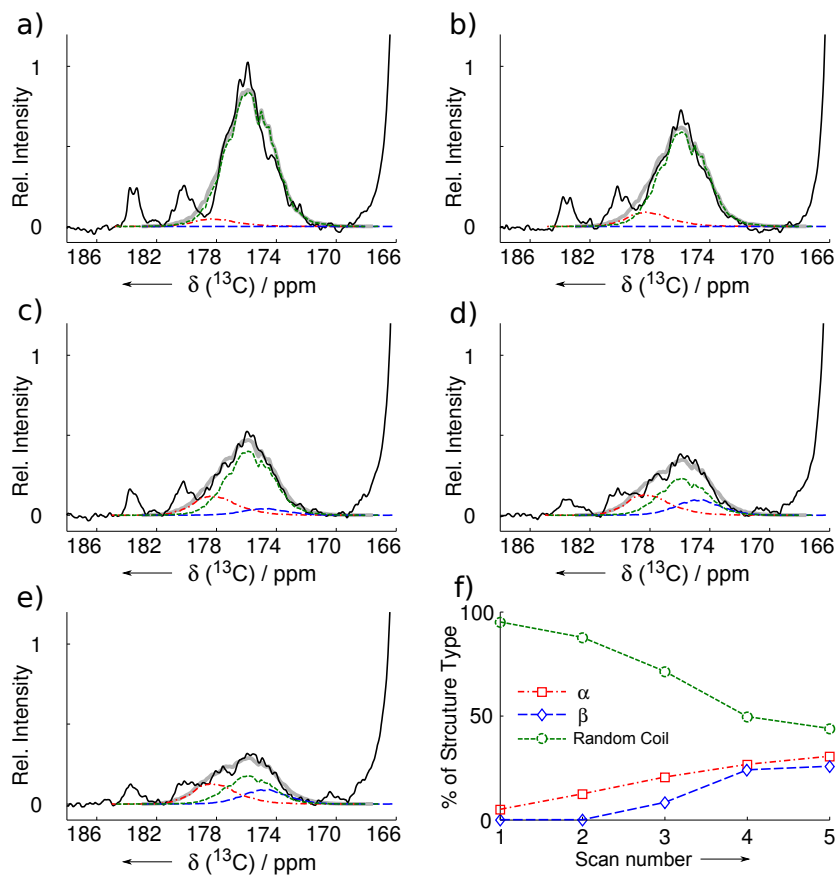 a)
Rel. Intensity
1
0
186 182 178 174 170 166
δ (¹³C) / ppm
b)
Rel. Intensity
1
0
186 182 178 174 170 166
δ (¹³C) / ppm
c)
Rel. Intensity
1
0
186 182 178 174 170 166
δ (¹³C) / ppm
d)
Rel. Intensity
1
0
186 182 178 174 170 166
δ (¹³C) / ppm
e)
Rel. Intensity
1
0
186 182 178 174 170 166
δ (¹³C) / ppm
f)
% of Strcuture Type
100
50
0
α
β
Random Coil
1 2 3 4 5
Scan number